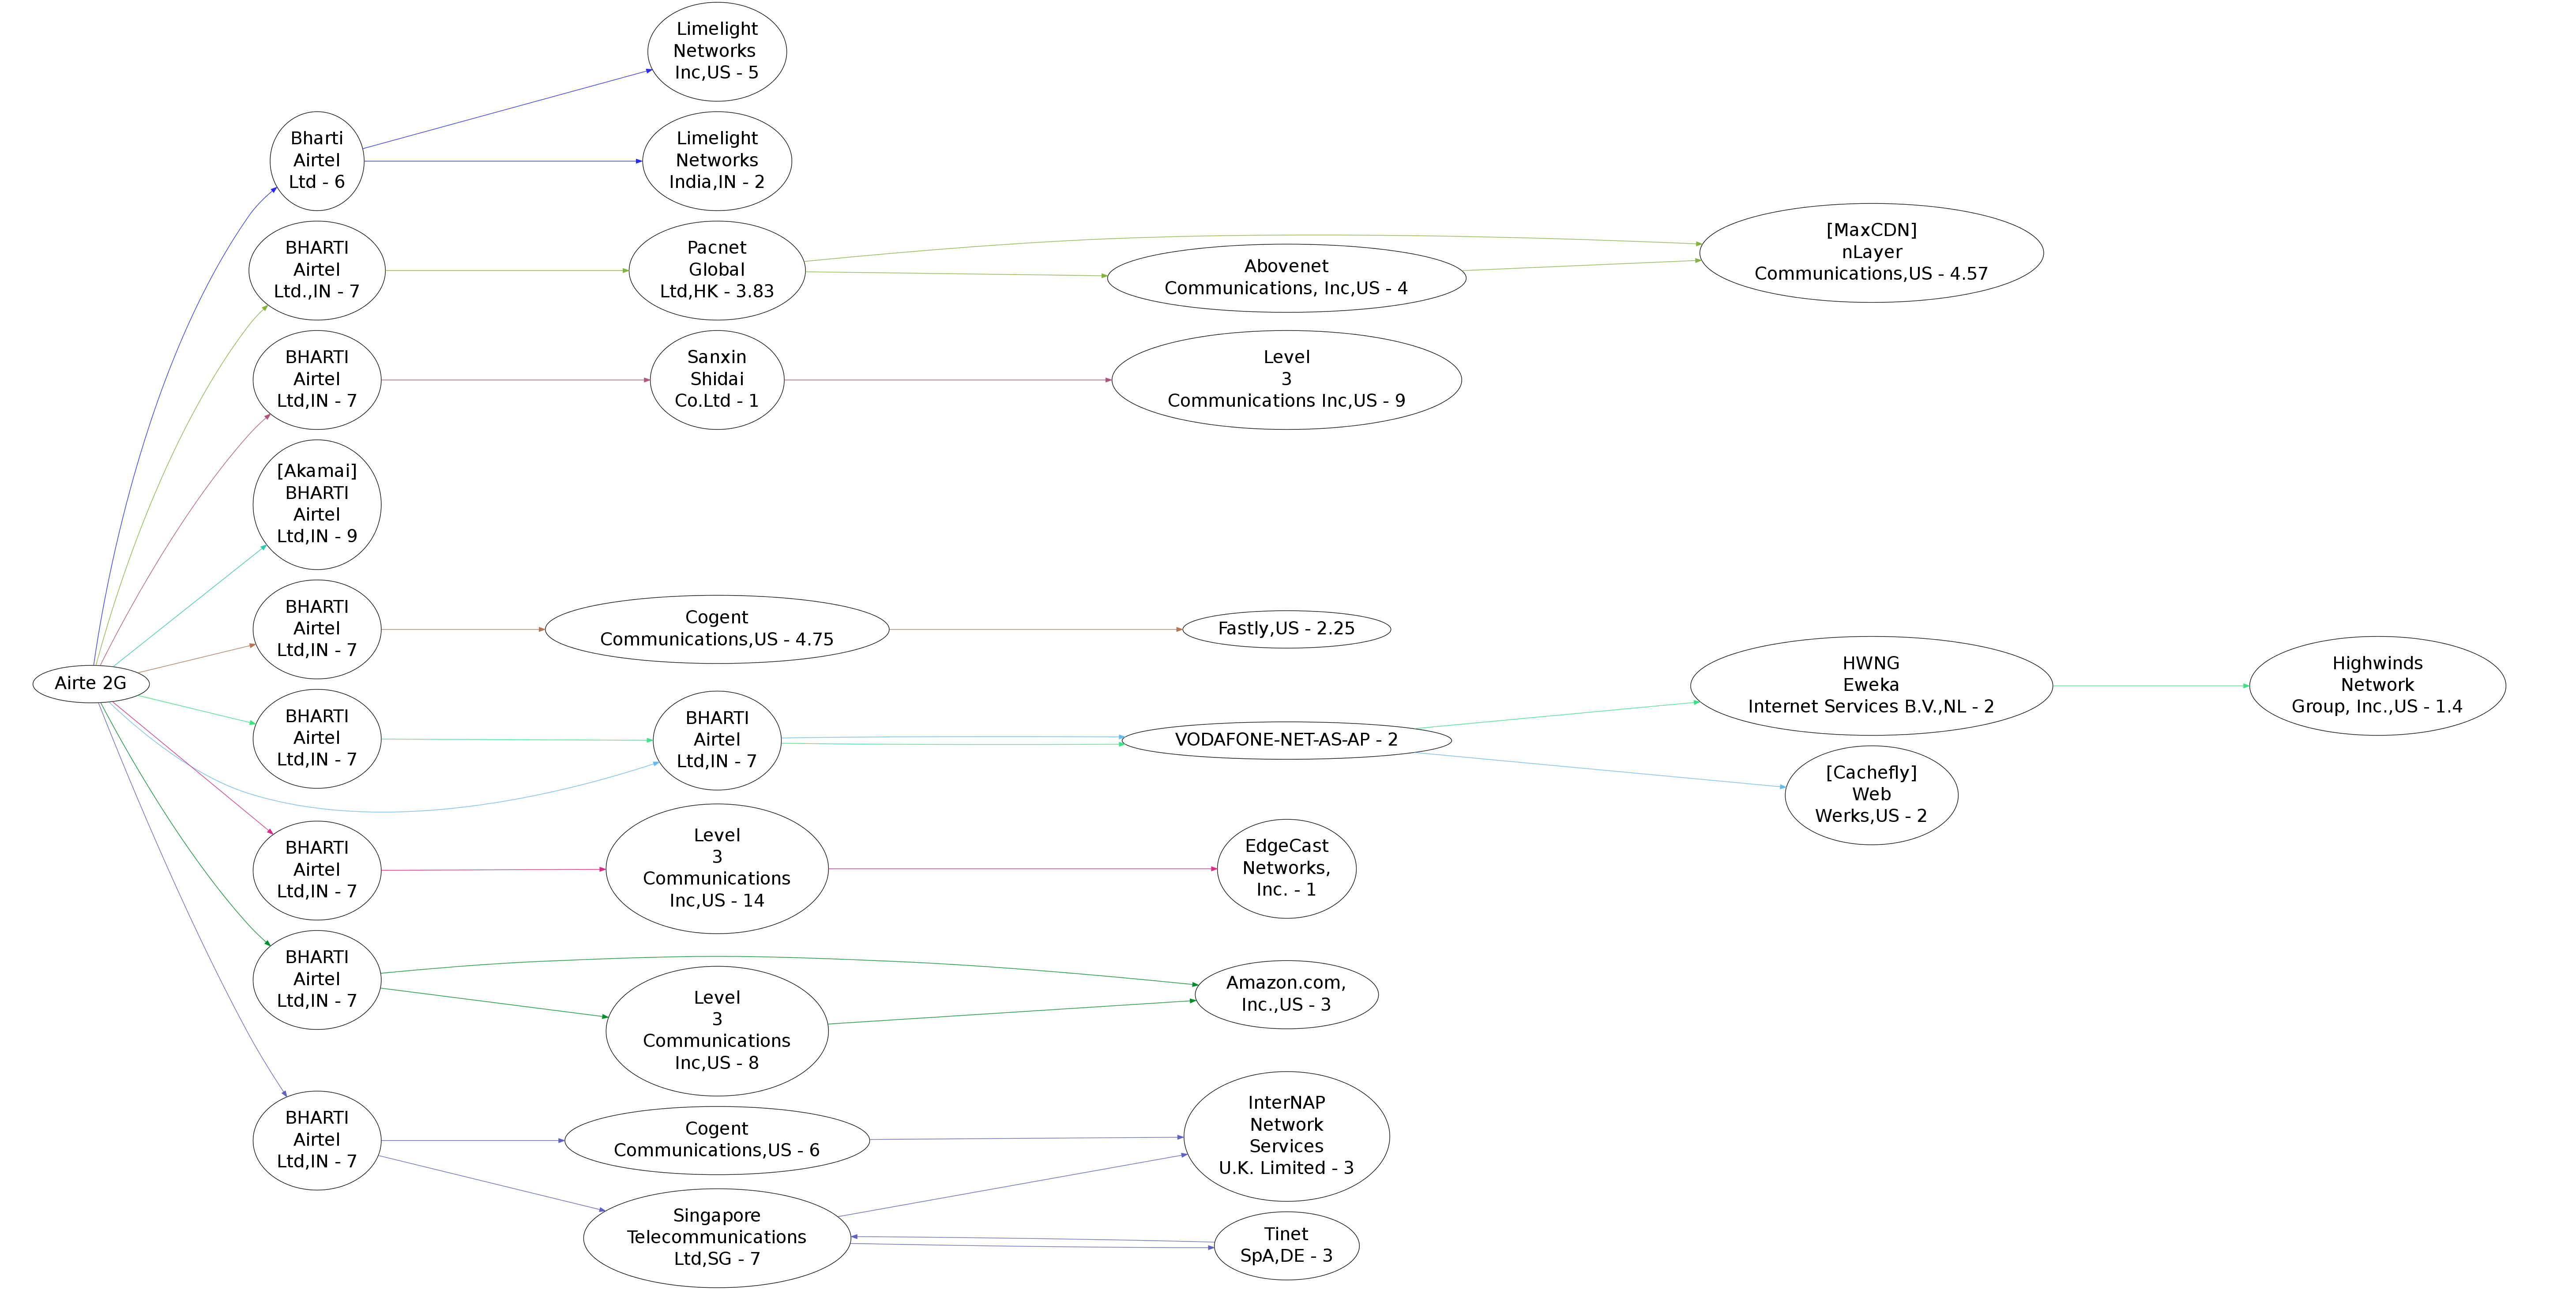 Limelight
Networks
Inc,US - 5
Bharti
Airtel
Ltd - 6
Limelight
Networks
India,IN - 2
BHARTI
Airtel
Ltd.,IN - 7
Pacnet
Global
Ltd,HK - 3.83
Abovenet
Communications, Inc,US - 4
[MaxCDN]
nLayer
Communications,US - 4.57
BHARTI
Airtel
Ltd,IN - 7
Sanxin
Shidai
Co.Ltd - 1
Level
3
Communications Inc,US - 9
[Akamai]
BHARTI
Airtel
Ltd,IN - 9
BHARTI
Airtel
Ltd,IN - 7
Cogent
Communications,US - 4.75
Fastly,US - 2.25
Airte 2G
BHARTI
Airtel
Ltd,IN - 7
BHARTI
Airtel
Ltd,IN - 7
VODAFONE-NET-AS-AP - 2
HWNG
Eweka
Internet Services B.V.,NL - 2
Highwinds
Network
Group, Inc.,US - 1.4
[Cachefly]
Web
Werks,US - 2
BHARTI
Airtel
Ltd,IN - 7
Level
3
Communications
Inc,US - 14
EdgeCast
Networks,
Inc. - 1
BHARTI
Airtel
Ltd,IN - 7
Level
3
Communications
Inc,US - 8
Amazon.com,
Inc.,US - 3
BHARTI
Airtel
Ltd,IN - 7
Cogent
Communications,US - 6
InterNAP
Network
Services
U.K. Limited - 3
Singapore
Telecommunications
Ltd,SG - 7
Tinet
SpA,DE - 3